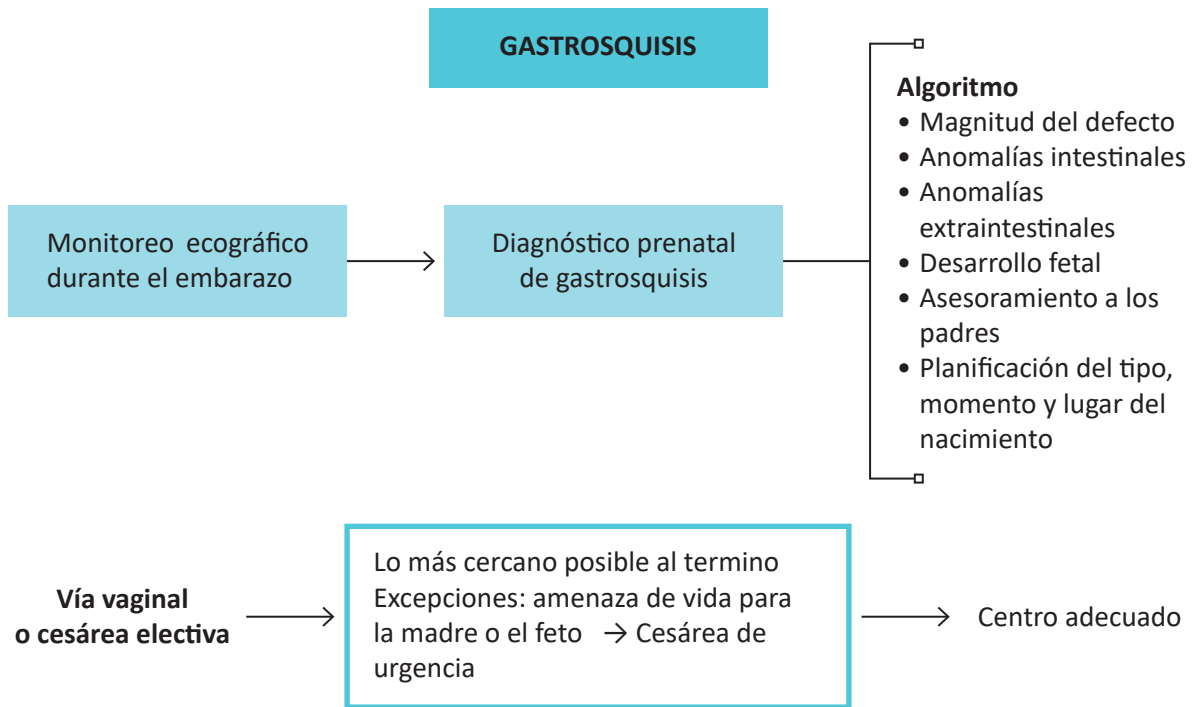 GASTROSQUISIS
Monitoreo ecográfico
durante el embarazo
Diagnóstico prenatal
de gastrosquisis
Algoritmo
• Magnitud del defecto
• Anomalías intestinales
• Anomalías
extraintestinales
• Desarrollo fetal
• Asesoramiento a los
padres
• Planificación del tipo,
momento y lugar del
nacimiento
Vía vaginal
o cesárea electiva
Lo más cercano posible al termino
Excepciones: amenaza de vida para
la madre o el feto → Cesárea de
urgencia
Centro adecuado